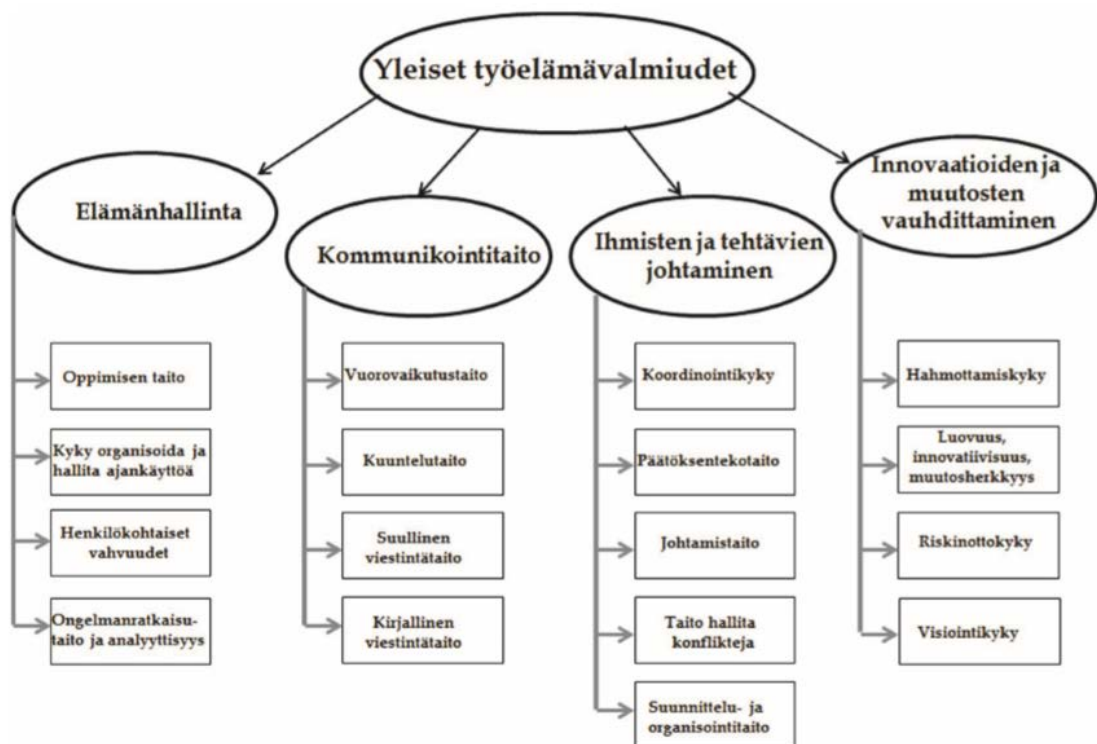 Yleiset työelämävalmiudet
Elämänhallinta
Oppimisen taito
Kyky organisoida ja
hallita ajankäyttöä
Henkilökohtaiset
vahvuudet
Ongelmanratkaisu-
taito ja analyyttisyys
Kommunikointitaito
Vuorovaikutustaito
Kuuntelutaito
Suullinen
viestintätaito
Kirjallinen
viestintätaito
Ihmisten ja tehtävien
johtaminen
Koordinointikyky
Päätöksentekotaito
Johtamistaito
Taito hallita
konflikteja
Suunnittelu- ja
organisointitaito
Innovaatioiden ja
muutosten
vauhdittaminen
Hahmottamiskyky
Luovuus,
innovatiivisuus,
muutosherkkyys
Riskinottokyky
Visiointikyky